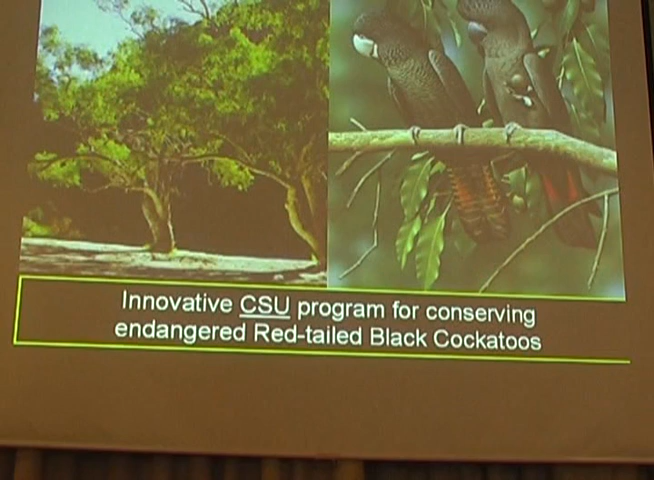 Innovative CSU program for conserving
endangered Red-tailed Black Cockatoos